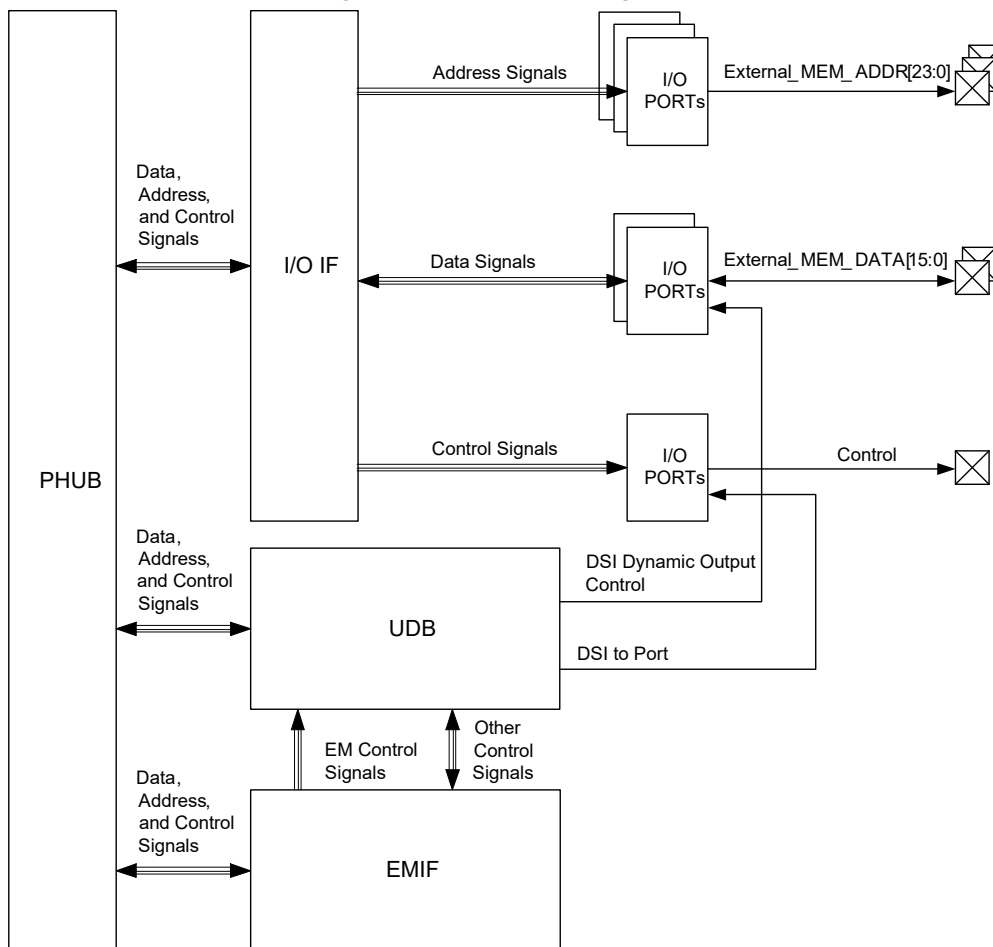 Address Signals
I/O
PORTs
External_MEM_ADDR[23:0]
Data,
Address,
and Control
Signals
I/O IF
Data Signals
I/O
PORTs
External_MEM_DATA[15:0]
Control Signals
I/O
PORTs
Control
PHUB
Data,
Address,
and Control
Signals
UDB
DSI Dynamic Output
Control
DSI to Port
EM Control
Signals
Other
Control
Signals
Data,
Address,
and Control
Signals
EMIF